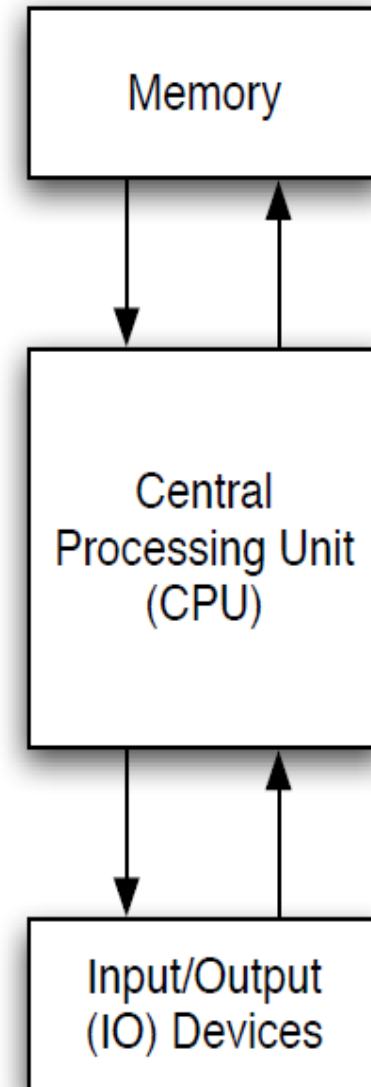 Memory
Central
Processing Unit
(CPU)
Input/Output
(IO) Devices